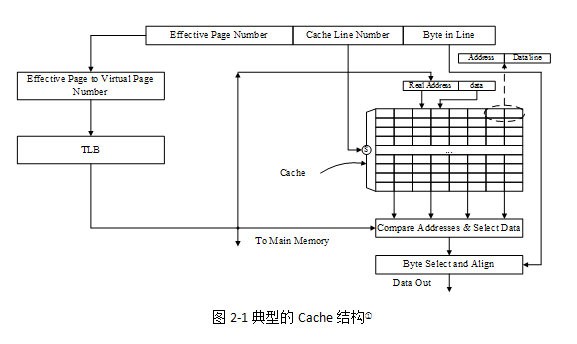 Effective Page Number Cache Line Number Byte in Line
Address Data line
Effective Page to Virtual Page
Number
Real Address data
TLB
S
...
Cache
Compare Addresses & Select Data
To Main Memory
Byte Select and Align
Data Out
图 2-1 典型的 Cache 结构①